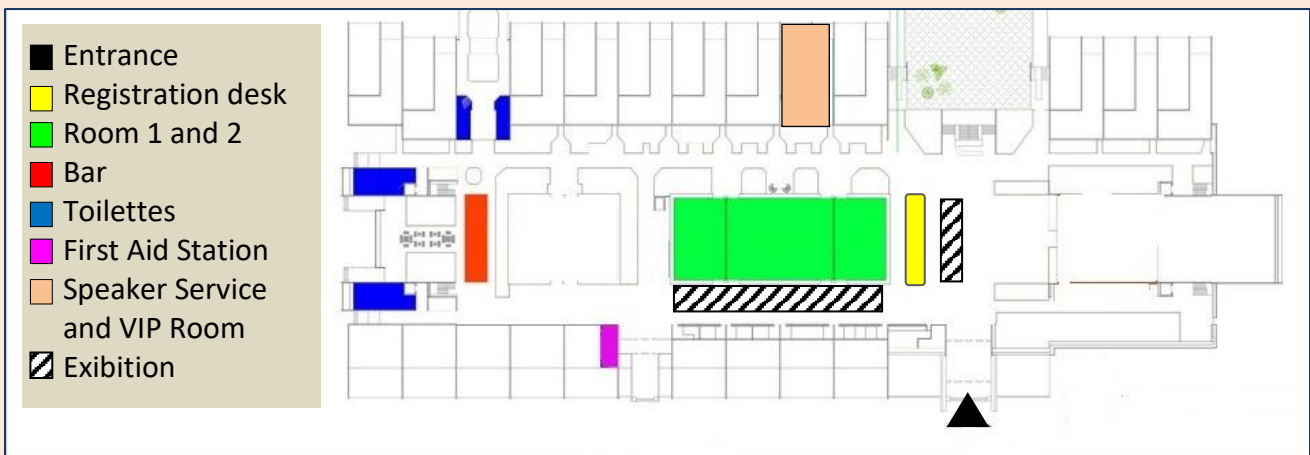 Entrance
Registration desk
Room 1 and 2
Bar
Toilettes
First Aid Station
Speaker Service
and VIP Room
Exibition